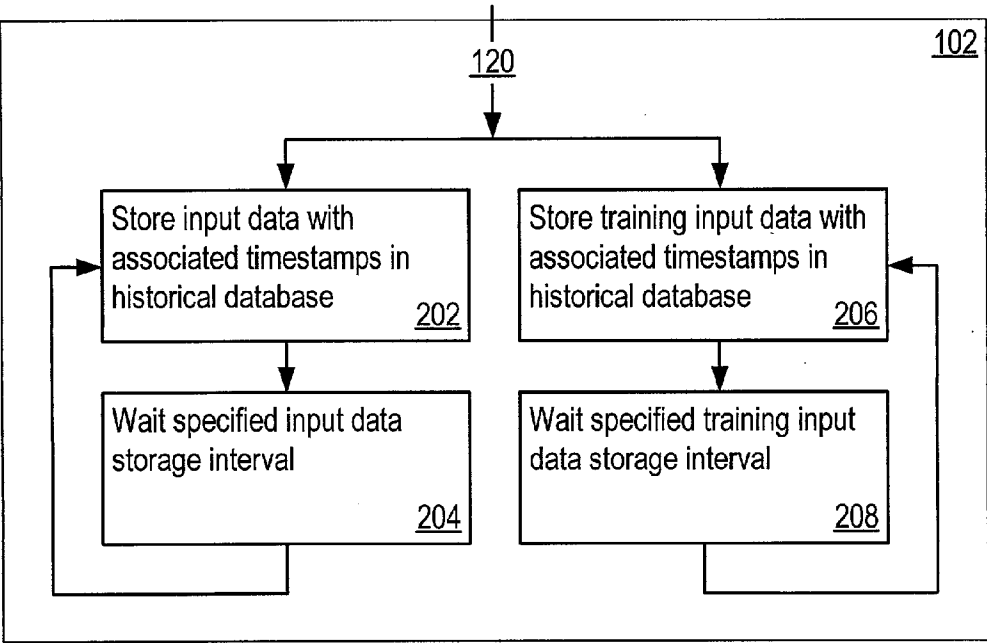 120
102
Store input data with
associated timestamps in
historical database
202
Store training input data with
associated timestamps in
historical database
206
Wait specified input data
storage interval
204
Wait specified training input
data storage interval
208